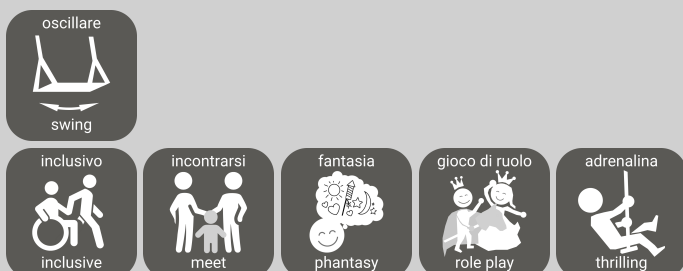 oscillare
swing
inclusivo
incontrarsi
fantasia
gioco di ruolo
adrenalina
inclusive
meet
phantasy
role play
thrilling